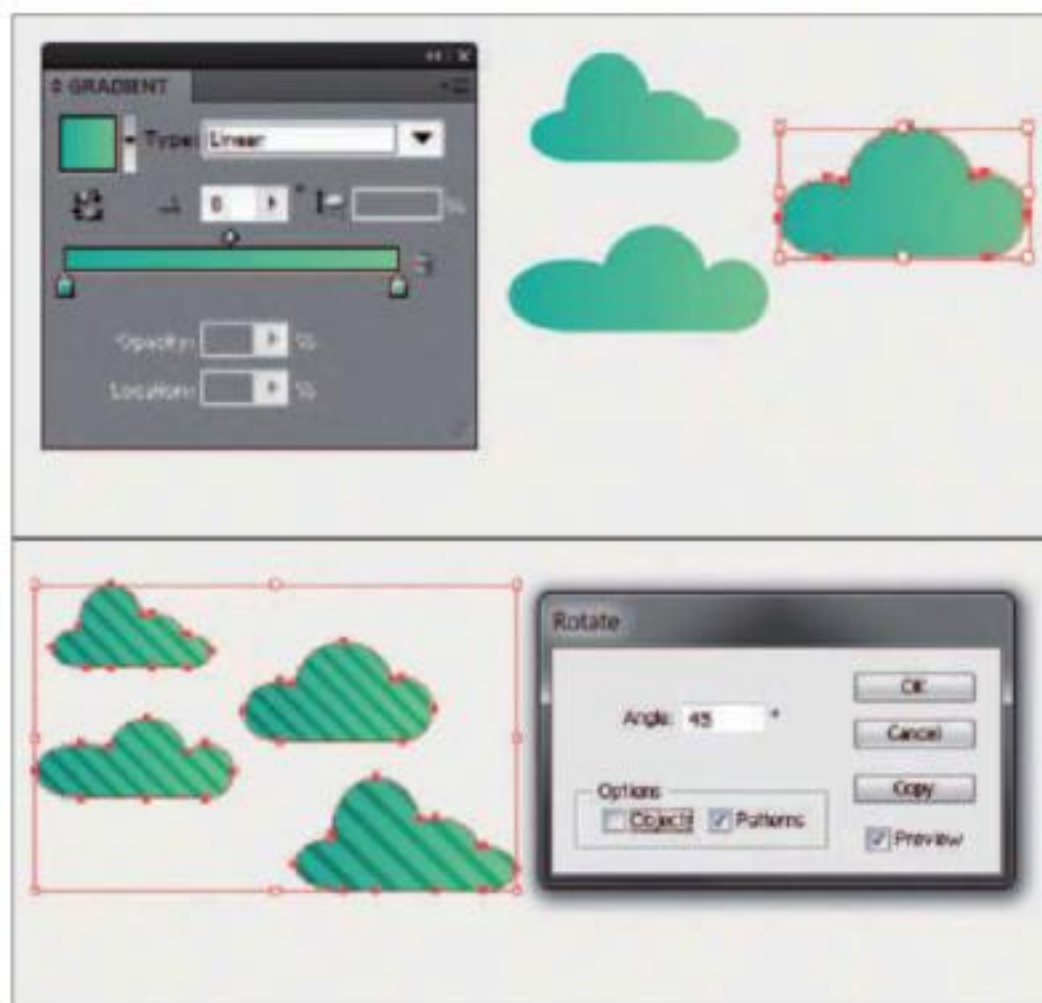 GRADIENT
Type: Linear
0 °
%
Opacity: %
Location: %
Rotate
Angle: 45 °
OK
Cancel
Copy
Options
Objects Patterns
Preview